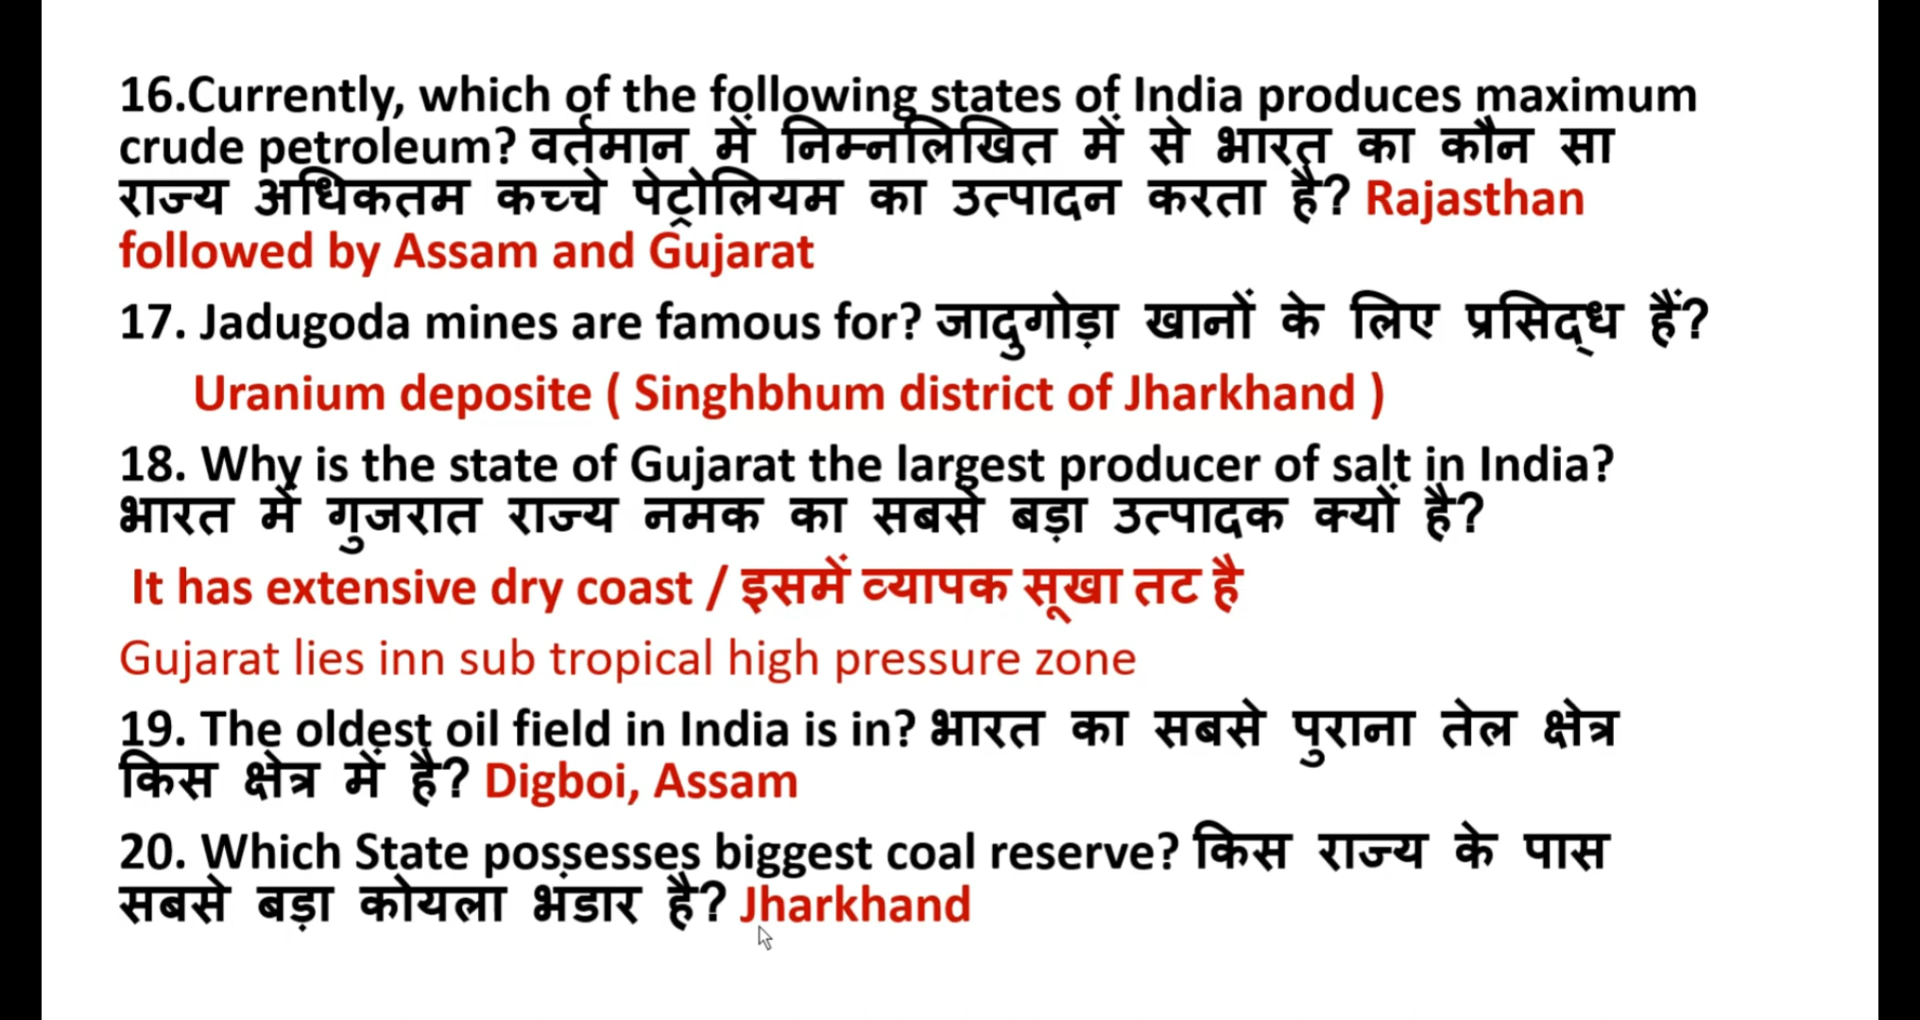 16.Currently, which of the following states of India produces maximum
crude petroleum? वर्तमान में निम्नलिखित में से भारत का कौन सा
राज्य अधिकतम कच्चे पेट्रोलियम का उत्पादन करता है? Rajasthan
followed by Assam and Gujarat
17. Jadugoda mines are famous for? जादुगोड़ा खानों के लिए प्रसिद्ध हैं?
Uranium deposite ( Singhbhum district of Jharkhand )
18. Why is the state of Gujarat the largest producer of salt in India?
भारत में गुजरात राज्य नमक का सबसे बड़ा उत्पादक क्यों है?
It has extensive dry coast / इसमें व्यापक सूखा तट है
Gujarat lies inn sub tropical high pressure zone
19. The oldest oil field in India is in? भारत का सबसे पुराना तेल क्षेत्र
किस क्षेत्र में है? Digboi, Assam
20. Which State possesses biggest coal reserve? किस राज्य के पास
सबसे बड़ा कोयला भंडार है? Jharkhand